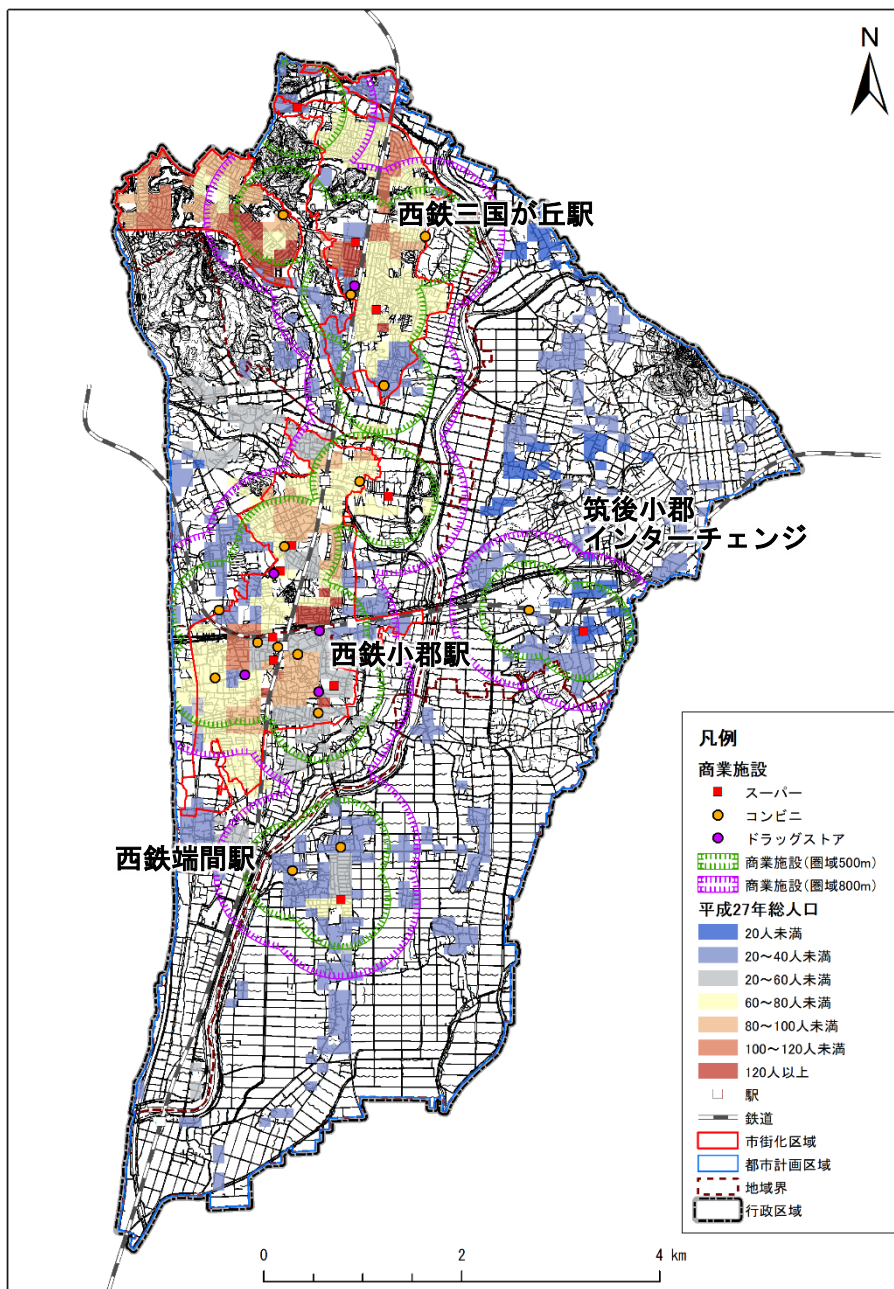 N
西鉄三国が丘駅
筑後小郡
インターチェンジ
西鉄小郡駅
西鉄端間駅
凡例
商業施設
スーパー
コンビニ
ドラッグストア
商業施設(圏域500m)
商業施設(圏域800m)
平成27年総人口
20人未満
20～40人未満
20～60人未満
60～80人未満
80～100人未満
100～120人未満
120人以上
駅
鉄道
市街化区域
都市計画区域
地域界
行政区域
0 2 4 km